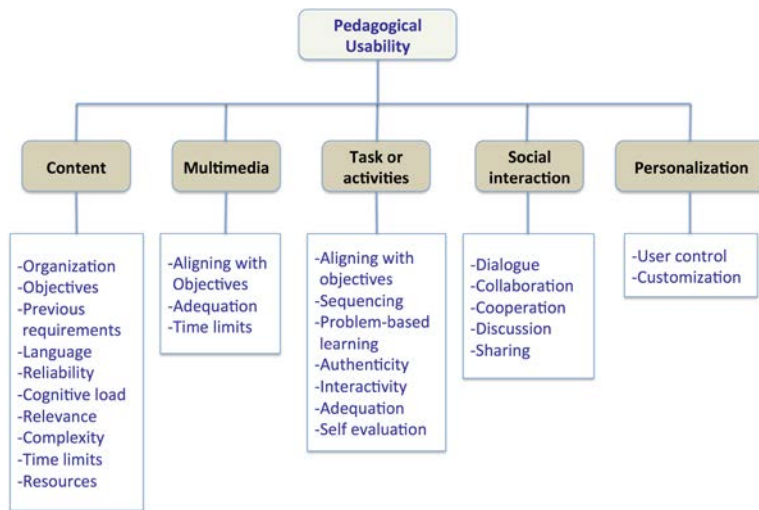 Pedagogical
Usability
Content
Multimedia
Task or
activities
Social
interaction
Personalization
-Organization
-Objectives
-Previous
requirements
-Language
-Reliability
-Cognitive load
-Relevance
-Complexity
-Time limits
-Resources
-Aligning with
Objectives
-Adequation
-Time limits
-Aligning with
objectives
-Sequencing
-Problem-based
learning
-Authenticity
-Interactivity
-Adequation
-Self evaluation
-Dialogue
-Collaboration
-Cooperation
-Discussion
-Sharing
-User control
-Customization